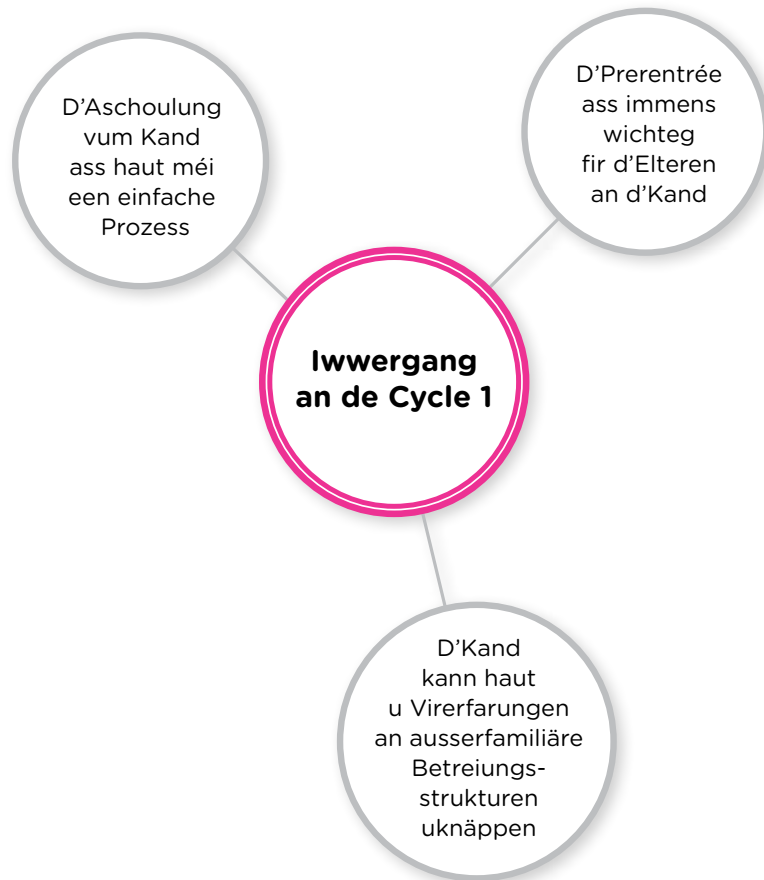 D'Aschoulung
vum Kand
ass haut méi
een einfache
Prozess
D'Prerentrée
ass immens
wichteg
fir d'Elteren
an d'Kand
Iwwergang
an de Cycle 1
D'Kand
kann haut
u Virerfarungen
an ausserfamiliäre
Betreiungs-
strukturen
uknäppen